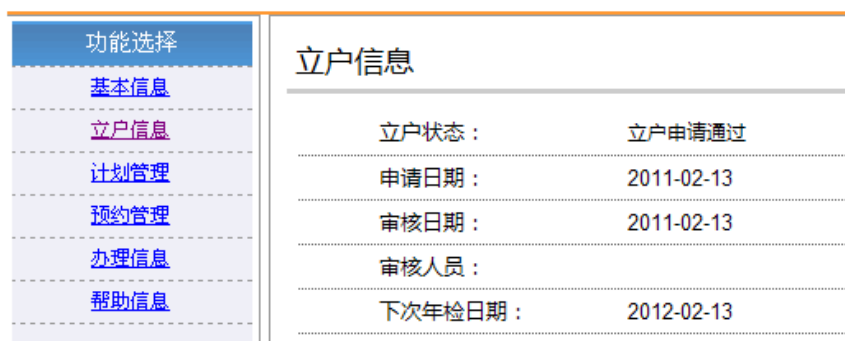 功能选择
基本信息
立户信息
计划管理
预约管理
办理信息
帮助信息
立户信息
立户状态： 立户申请通过
申请日期： 2011-02-13
审核日期： 2011-02-13
审核人员：
下次年检日期： 2012-02-13